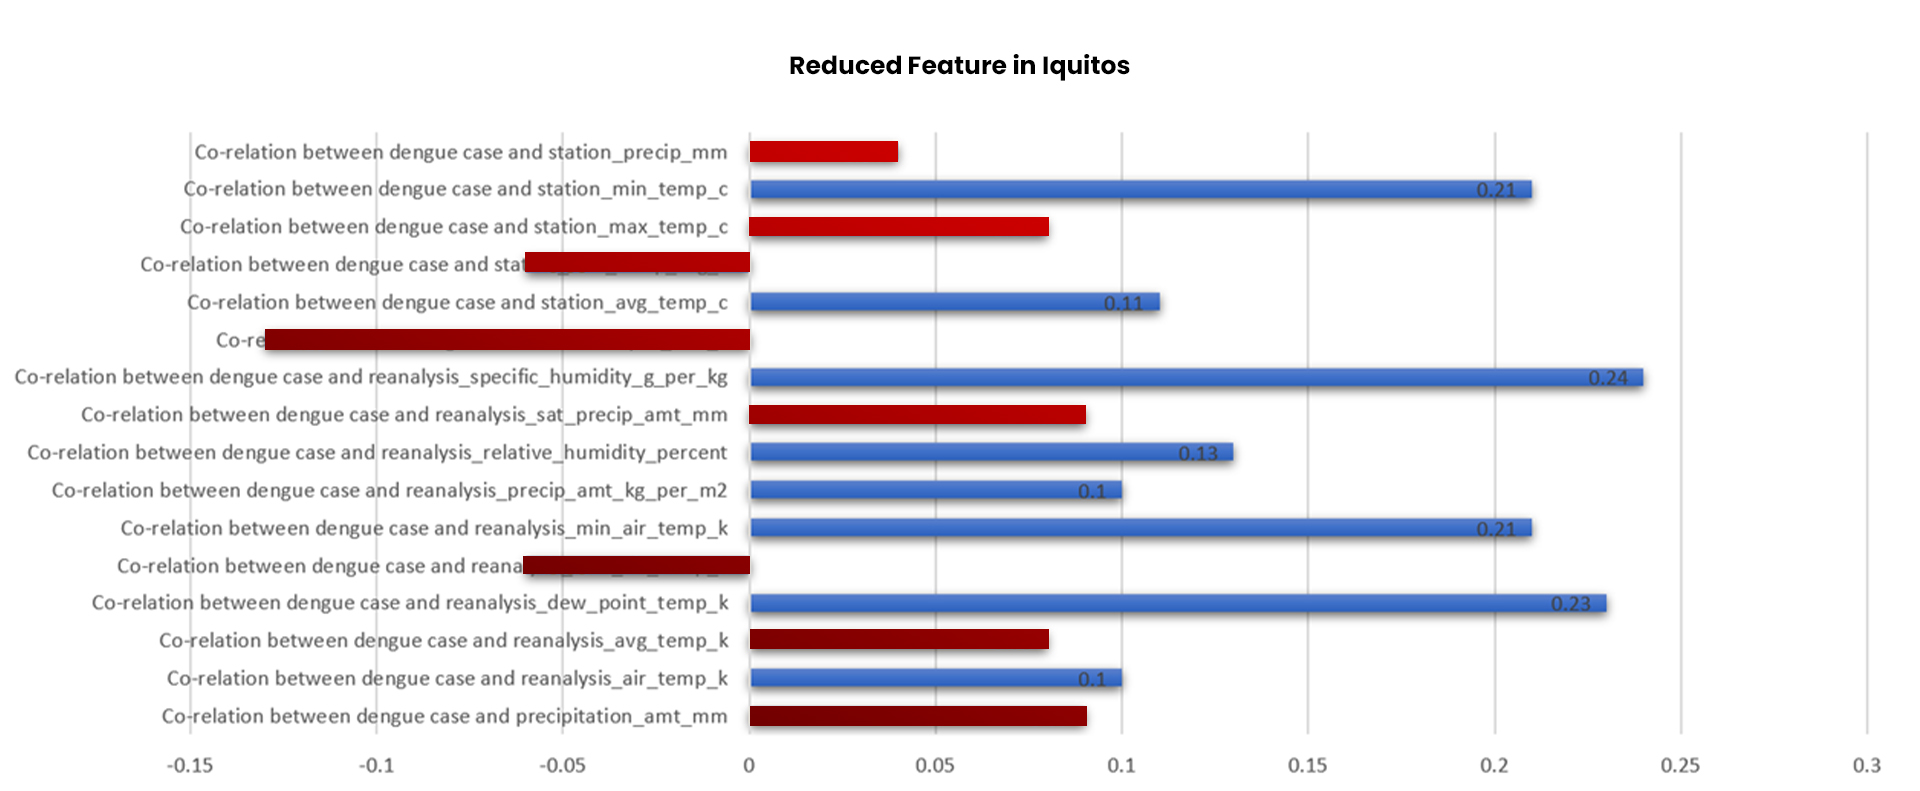 Reduced Feature in Iquitos
Co-relation between dengue case and station_precip_mm
Co-relation between dengue case and station_min_temp_c
0.21
Co-relation between dengue case and station_max_temp_c
Co-relation between dengue case and
Co-relation between dengue case and station_avg_temp_c
0.11
Co-relation between dengue case and reanalysis_specific_humidity_g_per_kg
0.24
Co-relation between dengue case and reanalysis_sat_precip_amt_mm
Co-relation between dengue case and reanalysis_relative_humidity_percent
0.13
Co-relation between dengue case and reanalysis_precip_amt_kg_per_m2
0.1
Co-relation between dengue case and reanalysis_min_air_temp_k
0.21
Co-relation between dengue case and
Co-relation between dengue case and reanalysis_dew_point_temp_k
0.23
Co-relation between dengue case and reanalysis_avg_temp_k
Co-relation between dengue case and reanalysis_air_temp_k
0.1
Co-relation between dengue case and precipitation_amt_mm
-0.15 -0.1 -0.05 0 0.05 0.1 0.15 0.2 0.25 0.3